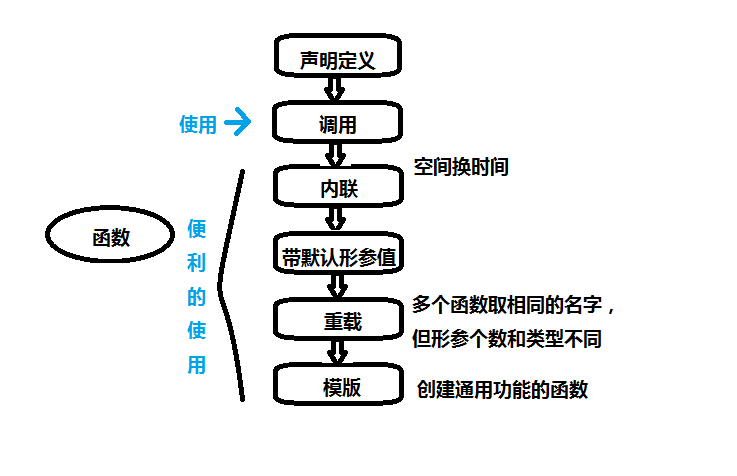 声明定义
使用
调用
空间换时间
内联
函数
便利的使用
带默认形参值
重载
多个函数取相同的名字，
但形参个数和类型不同
模版
创建通用功能的函数